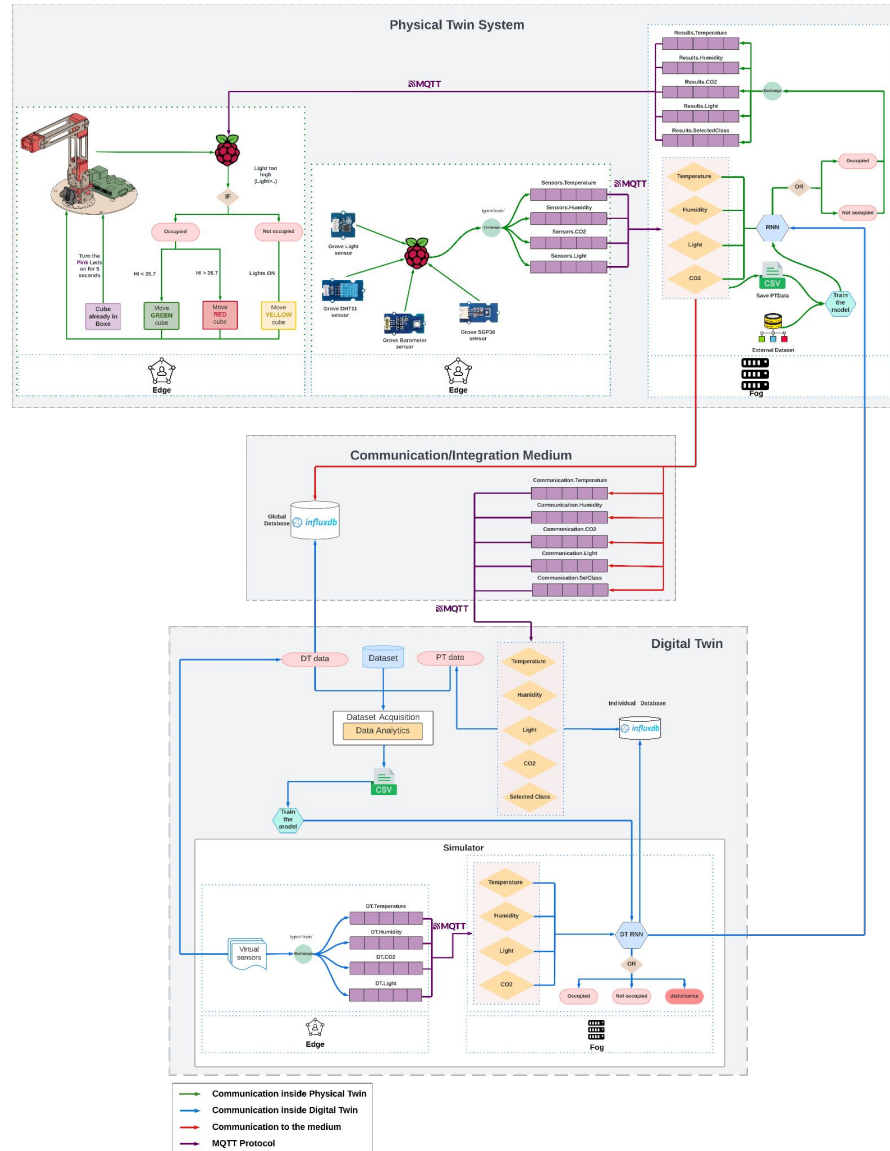 Physical Twin System
Results.Temperature
Results.Humidity
Results.CO2
Results.Light
Results.SelectedClass
Exchange
MQTT
Light too
high
(Light>..)
IF
Occupied
Not occupied
Turn the
Pink Leds
on for 5
seconds
HI < 26.7
HI > 26.7
Lights ON
Cube
already in
Boxe
Move
GREEN
cube
Move
RED
cube
Move
YELLOW
cube
Edge
Grove Light
sensor
Grove DHT11
sensor
Grove Barometer
sensor
Grove SGP30
sensor
type='topic'
Exchange
Sensors.Temperature
Sensors.Humidity
Sensors.CO2
Sensors.Light
MQTT
Edge
Temperature
Humidity
Light
CO2
RNN
OR
Occupied
Not occupied
CSV
Save PTData
External Dataset
Train
the
model
Fog
Communication/Integration Medium
Global
Database
influxdb
Communication.Temperature
Communication.Humidity
Communication.CO2
Communication.Light
Communication.SelClass
MQTT
Digital Twin
DT data
Dataset
PT data
Dataset Acquisition
Data Analytics
CSV
Train
the
model
Temperature
Humidity
Light
CO2
Selected Class
Individual Database
influxdb
Simulator
Virtual
sensors
type='topic'
Exchange
DT.Temperature
DT.Humidity
DT.CO2
DT.Light
MQTT
Edge
Temperature
Humidity
Light
CO2
DT RNN
OR
Occupied
Not occupied
disturbance
Fog
Communication inside Physical Twin
Communication inside Digital Twin
Communication to the medium
MQTT Protocol